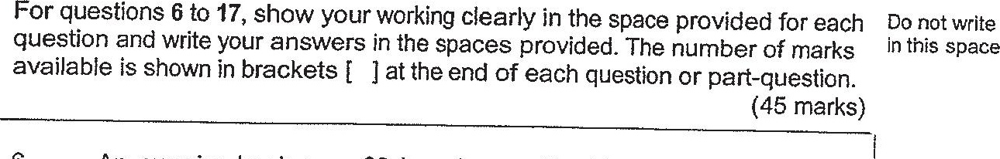 For questions 6 to 17, show your working clearly in the space provided for each
question and write your answers in the spaces provided. The number of marks
available is shown in brackets [ ] at the end of each question or part-question.
(45 marks)
Do not write
in this space